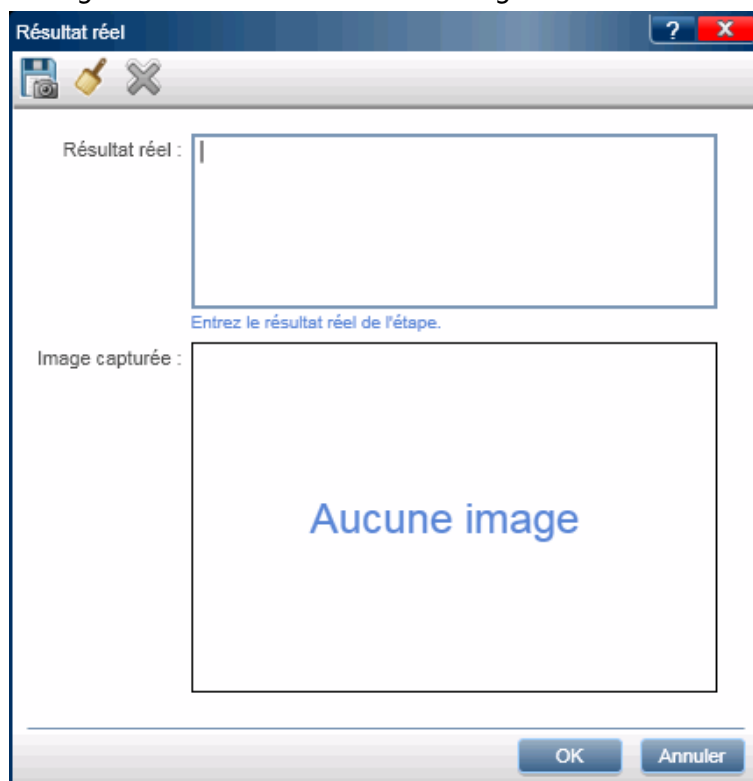 Résultat réel
?
X
Résultat réel :
Entrez le résultat réel de l'étape.
Image capturée :
Aucune image
OK
Annuler